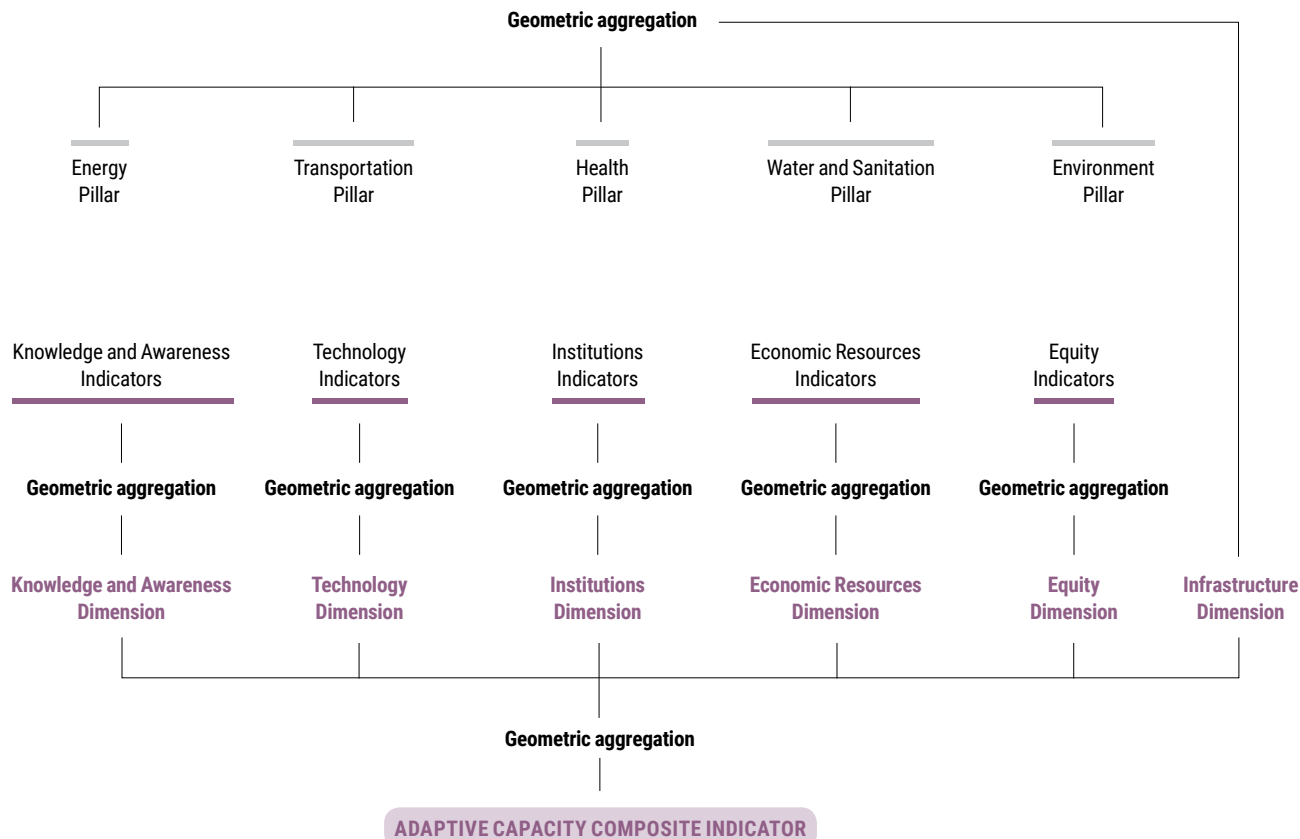 Geometric aggregation
Energy
Pillar
Transportation
Pillar
Health
Pillar
Water and Sanitation
Pillar
Environment
Pillar
Knowledge and Awareness
Indicators
Technology
Indicators
Institutions
Indicators
Economic Resources
Indicators
Equity
Indicators
Geometric aggregation
Geometric aggregation
Geometric aggregation
Geometric aggregation
Geometric aggregation
Knowledge and Awareness
Dimension
Technology
Dimension
Institutions
Dimension
Economic Resources
Dimension
Equity
Dimension
Infrastructure
Dimension
Geometric aggregation
ADAPTIVE CAPACITY COMPOSITE INDICATOR